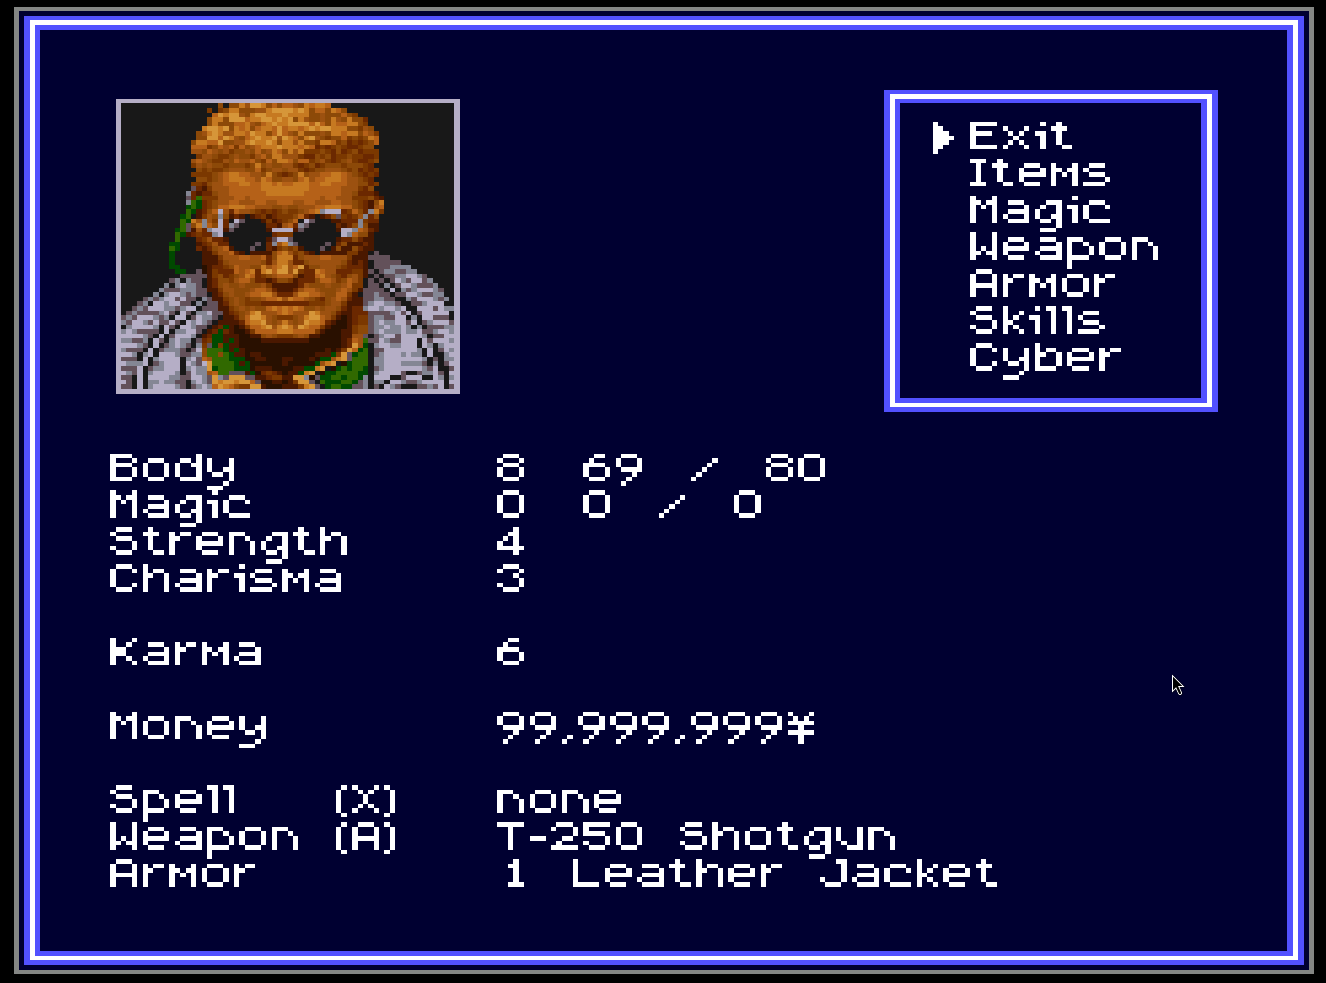 Exit
Items
Magic
Weapon
Armor
Skills
Cyber
Body 8 69 / 80
Magic 0 0 / 0
Strength 4
Charisma 3
Karma 6
Money 99,999,999¥
Spell (X) none
Weapon (A) T-250 Shotgun
Armor 1 Leather Jacket